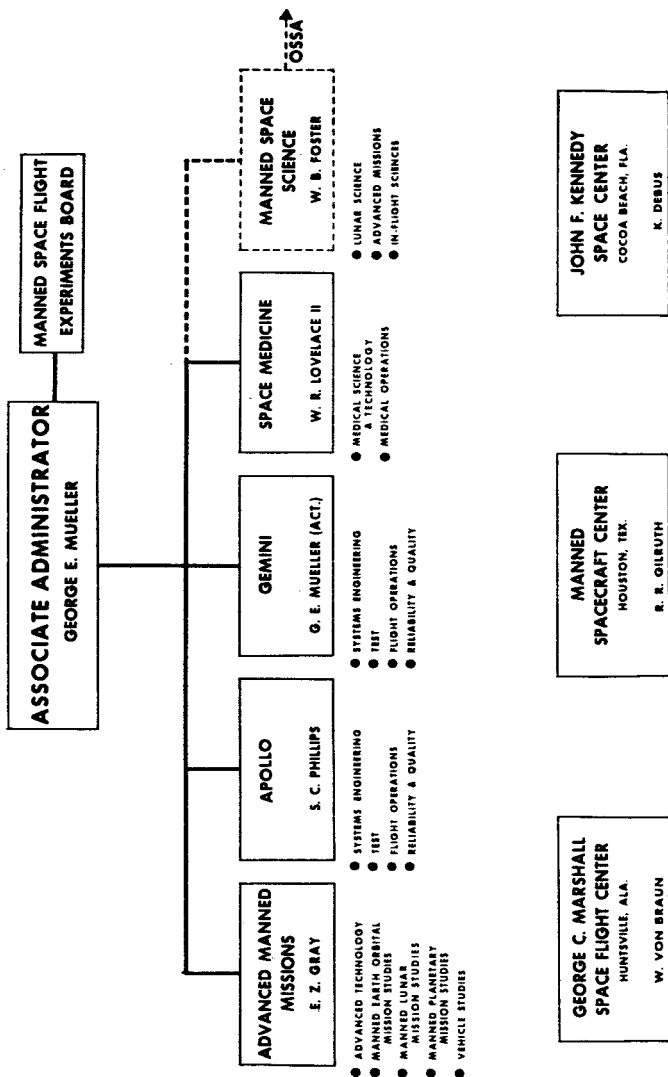 ASSOCIATE ADMINISTRATOR
GEORGE E. MUELLER
MANNED SPACE FLIGHT
EXPERIMENTS BOARD
ADVANCED MANNED
MISSIONS
E. Z. GRAY
● ADVANCED TECHNOLOGY
● MANNED EARTH ORBITAL
MISSION STUDIES
● MANNED LUNAR
MISSION STUDIES
● MANNED PLANETARY
MISSION STUDIES
● VEHICLE STUDIES
APOLLO
S. C. PHILLIPS
● SYSTEMS ENGINEERING
● TEST
● FLIGHT OPERATIONS
● RELIABILITY & QUALITY
GEMINI
G. E. MUELLER (ACT.)
● SYSTEMS ENGINEERING
● TEST
● FLIGHT OPERATIONS
● RELIABILITY & QUALITY
SPACE MEDICINE
W. R. LOVELACE II
● MEDICAL SCIENCE
& TECHNOLOGY
● MEDICAL OPERATIONS
MANNED SPACE
SCIENCE
W. B. FOSTER
● LUNAR SCIENCE
● ADVANCED MISSIONS
● IN-FLIGHT SCIENCES
OSSA
GEORGE C. MARSHALL
SPACE FLIGHT CENTER
HUNTSVILLE, ALA.
W. VON BRAUN
MANNED
SPACECRAFT CENTER
HOUSTON, TEX.
R. R. GILRUTH
JOHN F. KENNEDY
SPACE CENTER
COCOA BEACH, FLA.
K. DEBUS